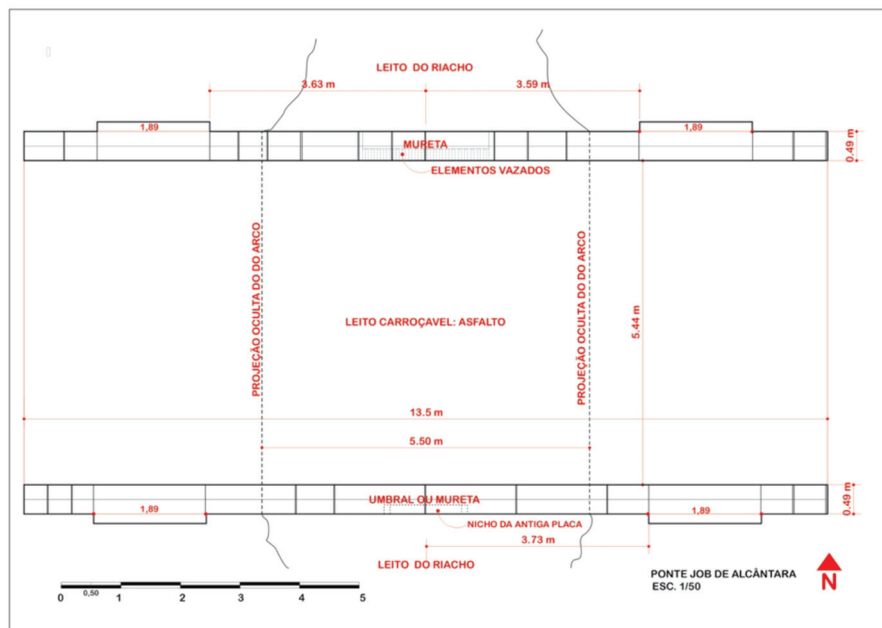 LEITO DO RIACHO
3.63 m
3.59 m
1,89
1,89
MURETA
0.49 m
ELEMENTOS VAZADOS
PROJEÇÃO OCULTA DO DO ARCO
PROJEÇÃO OCULTA DO DO ARCO
LEITO CARROÇAVEL: ASFALTO
5.44 m
13.5 m
5.50 m
UMBRAL OU MURETA
0.49 m
1,89
1,89
NICHO DA ANTIGA PLACA
3.73 m
LEITO DO RIACHO
PONTE JOB DE ALCÂNTARA
ESC. 1/50
N
0 0,50 1 2 3 4 5